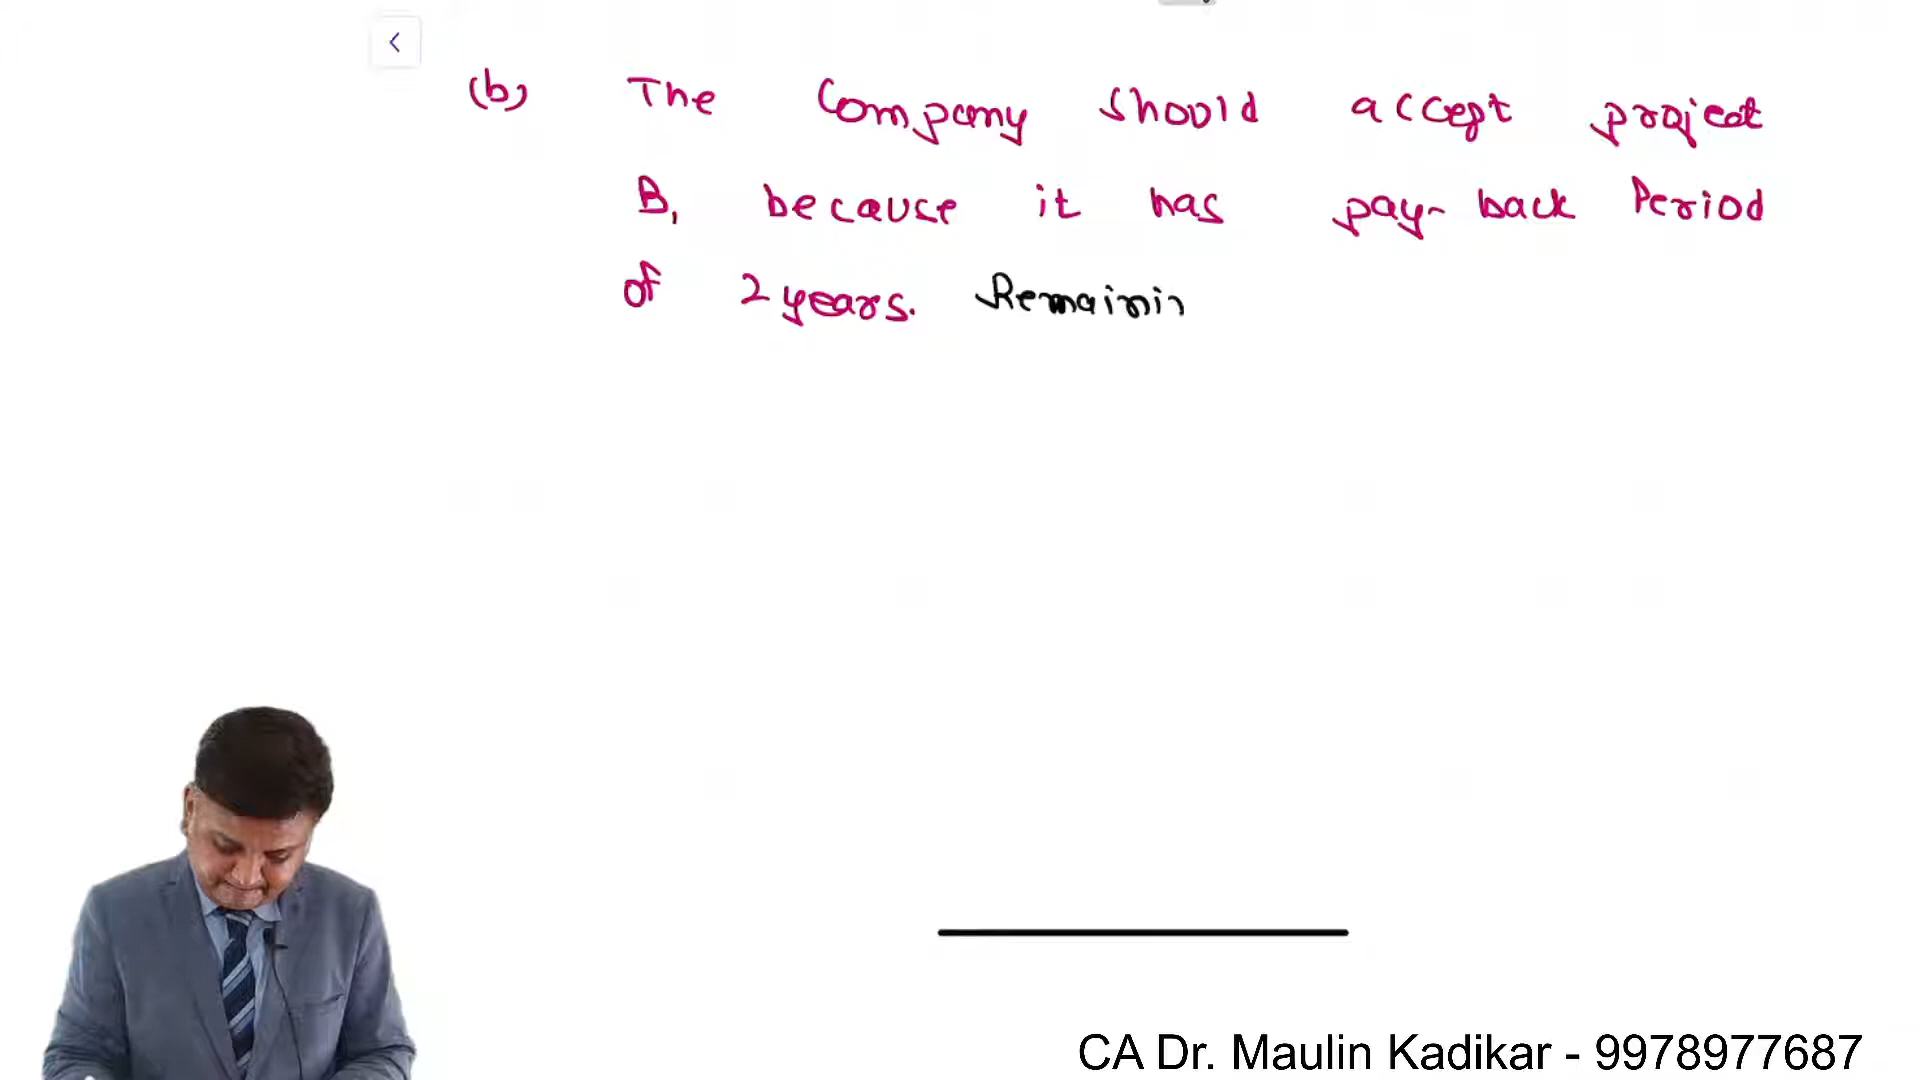 (b) The Company should accept project
B, because it has pay-back Period
of 2 years. Remaini
CA Dr. Maulin Kadikar - 9978977687